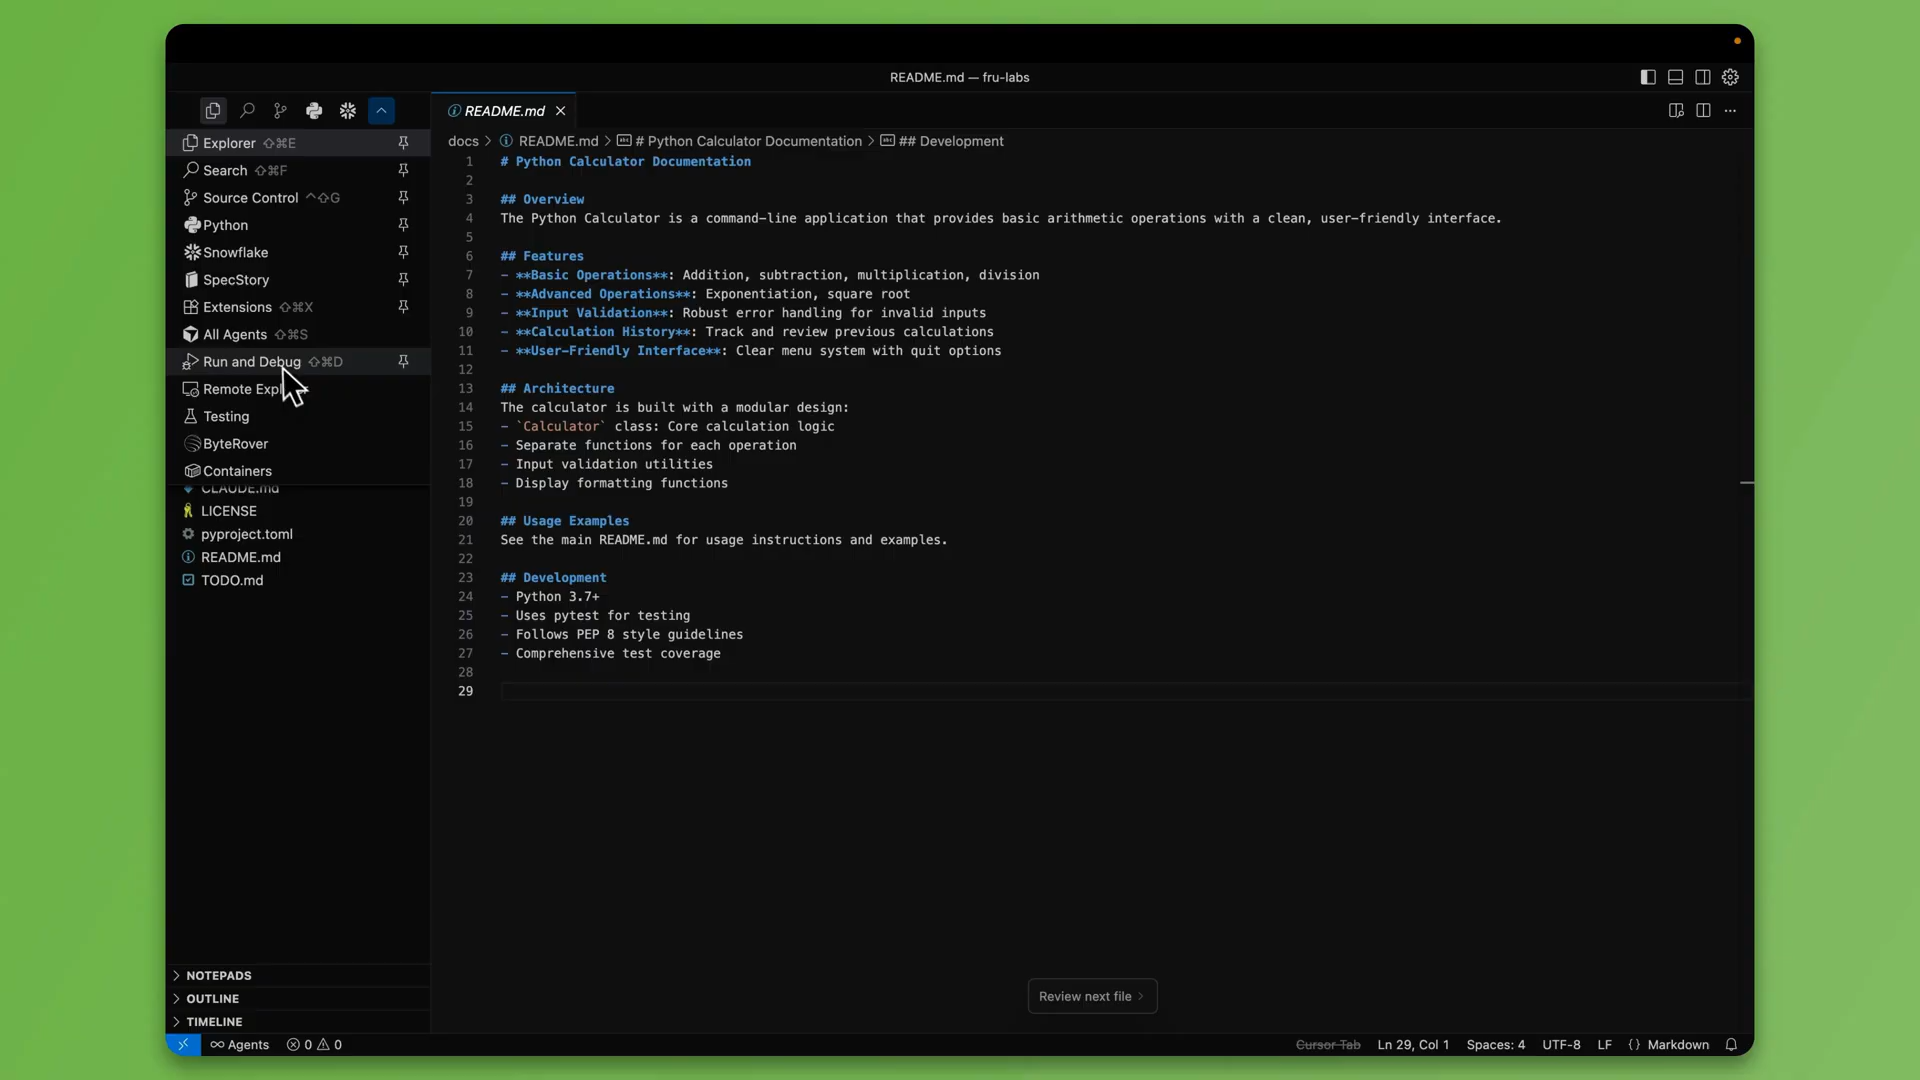 README.md — fru-labs
README.md
docs > README.md > # Python Calculator Documentation > ## Development
Explorer ⇧⌘E
Search ⇧⌘F
Source Control ^⇧G
Python
Snowflake
SpecStory
Extensions ⇧⌘X
All Agents ⇧⌘S
Run and Debug ⇧⌘D
Remote Expl
Testing
ByteRover
Containers
CLAUDE.md
LICENSE
pyproject.toml
README.md
TODO.md
NOTEPADS
OUTLINE
TIMELINE
1 # Python Calculator Documentation
2
3 ## Overview
4 The Python Calculator is a command-line application that provides basic arithmetic operations with a clean, user-friendly interface.
5
6 ## Features
7 - **Basic Operations**: Addition, subtraction, multiplication, division
8 - **Advanced Operations**: Exponentiation, square root
9 - **Input Validation**: Robust error handling for invalid inputs
10 - **Calculation History**: Track and review previous calculations
11 - **User-Friendly Interface**: Clear menu system with quit options
12
13 ## Architecture
14 The calculator is built with a modular design:
15 - `Calculator` class: Core calculation logic
16 - Separate functions for each operation
17 - Input validation utilities
18 - Display formatting functions
19
20 ## Usage Examples
21 See the main README.md for usage instructions and examples.
22
23 ## Development
24 - Python 3.7+
25 - Uses pytest for testing
26 - Follows PEP 8 style guidelines
27 - Comprehensive test coverage
28
29
Review next file >
Agents 0 0 Cursor Tab Ln 29, Col 1 Spaces: 4 UTF-8 LF {} Markdown